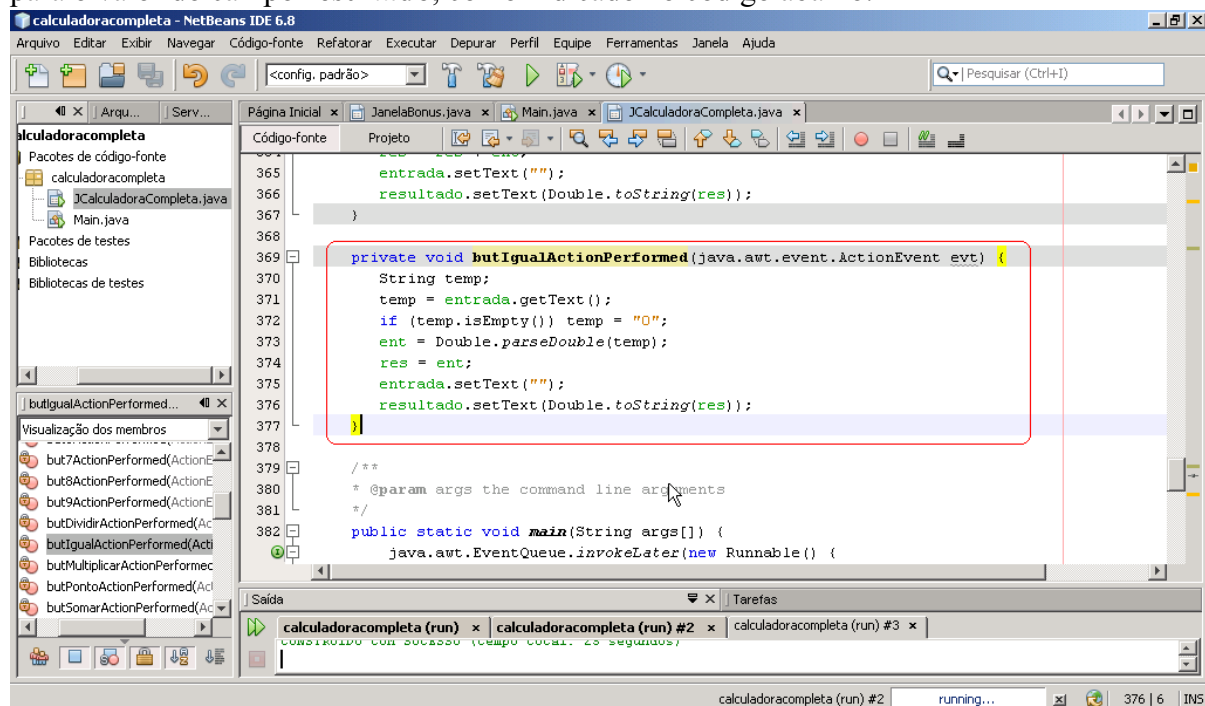 calculadoracompleta - NetBeans IDE 6.8
Arquivo Editar Exibir Navegar Código-fonte Refatorar Executar Depurar Perfil Equipe Ferramentas Janela Ajuda
<config. padrão>
Pesquisar (Ctrl+I)
Arqu... Serv...
Página Inicial JanelaBonus.java Main.java JCalculadoraCompleta.java
alculadoracompleta
Pacotes de código-fonte
calculadoracompleta
JCalculadoraCompleta.java
Main.java
Pacotes de testes
Bibliotecas
Bibliotecas de testes
Código-fonte Projeto
365 entrada.setText("");
366 resultado.setText(Double.toString(res));
367 }
368
369 private void butIgualActionPerformed(java.awt.event.ActionEvent evt) {
370 String temp;
371 temp = entrada.getText();
372 if (temp.isEmpty()) temp = "0";
373 ent = Double.parseDouble(temp);
374 res = ent;
375 entrada.setText("");
376 resultado.setText(Double.toString(res));
377 }
378
379 /**
380 * @param args the command line arguments
381 */
382 public static void main(String args[]) {
java.awt.EventQueue.invokeLater(new Runnable() {
butIgualActionPerformed...
Visualização dos membros
but7ActionPerformed(ActionE
but8ActionPerformed(ActionE
but9ActionPerformed(ActionE
butDividirActionPerformed(Ac
butIgualActionPerformed(Acti
butMultiplicarActionPerformec
butPontoActionPerformed(Acl
butSomarActionPerformed(Ac
Saída Tarefas
calculadoracompleta (run) calculadoracompleta (run) #2 calculadoracompleta (run) #3
calculadoracompleta (run) #2 running... 376 | 6 INS